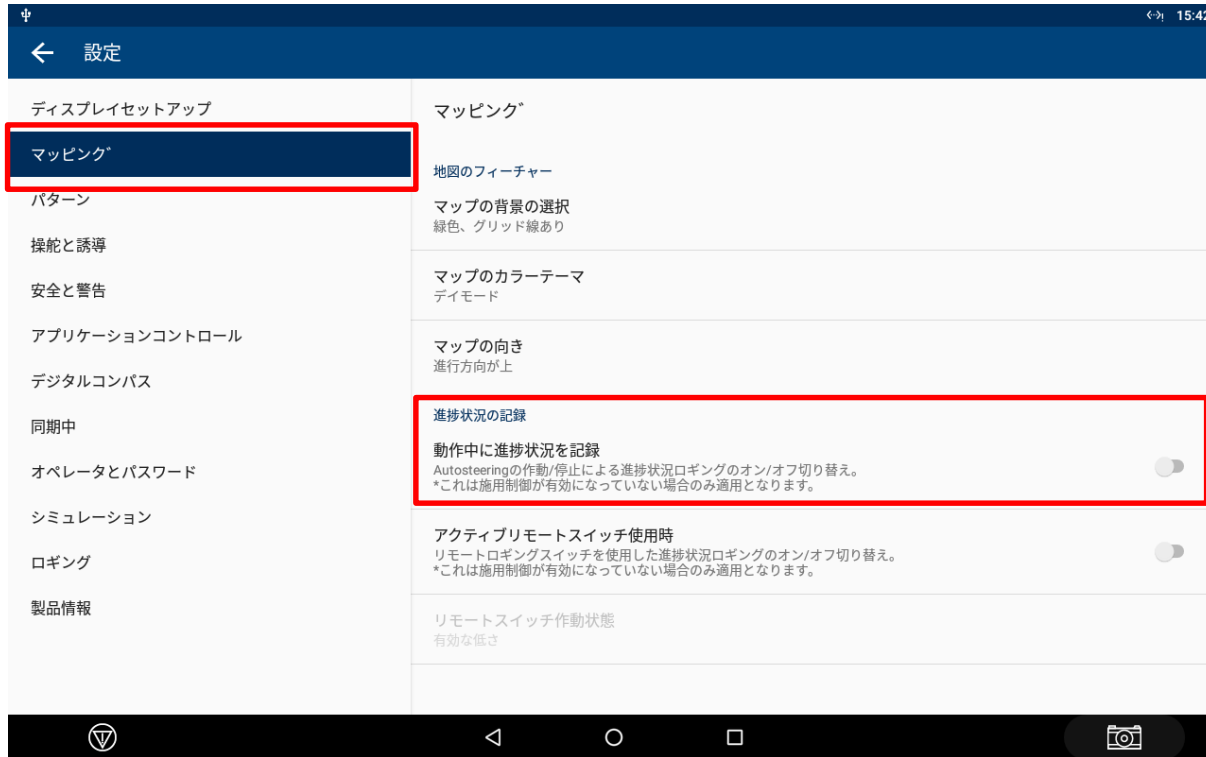 15:42
設定
ディスプレイセットアップ
マッピング
パターン
操舵と誘導
安全と警告
アプリケーションコントロール
デジタルコンパス
同期中
オペレータとパスワード
シミュレーション
ロギング
製品情報
マッピング
地図のフィーチャー
マップの背景の選択
緑色、グリッド線あり
マップのカラーテーマ
デイモード
マップの向き
進行方向が上
進捗状況の記録
動作中に進捗状況を記録
Autosteeringの作動/停止による進捗状況ロギングのオン/オフ切り替え。
*これは施用制御が有効になっていない場合のみ適用となります。
アクティブリモートスイッチ使用時
リモートロギングスイッチを使用した進捗状況ロギングのオン/オフ切り替え。
*これは施用制御が有効になっていない場合のみ適用となります。
リモートスイッチ作動状態
有効な低さ